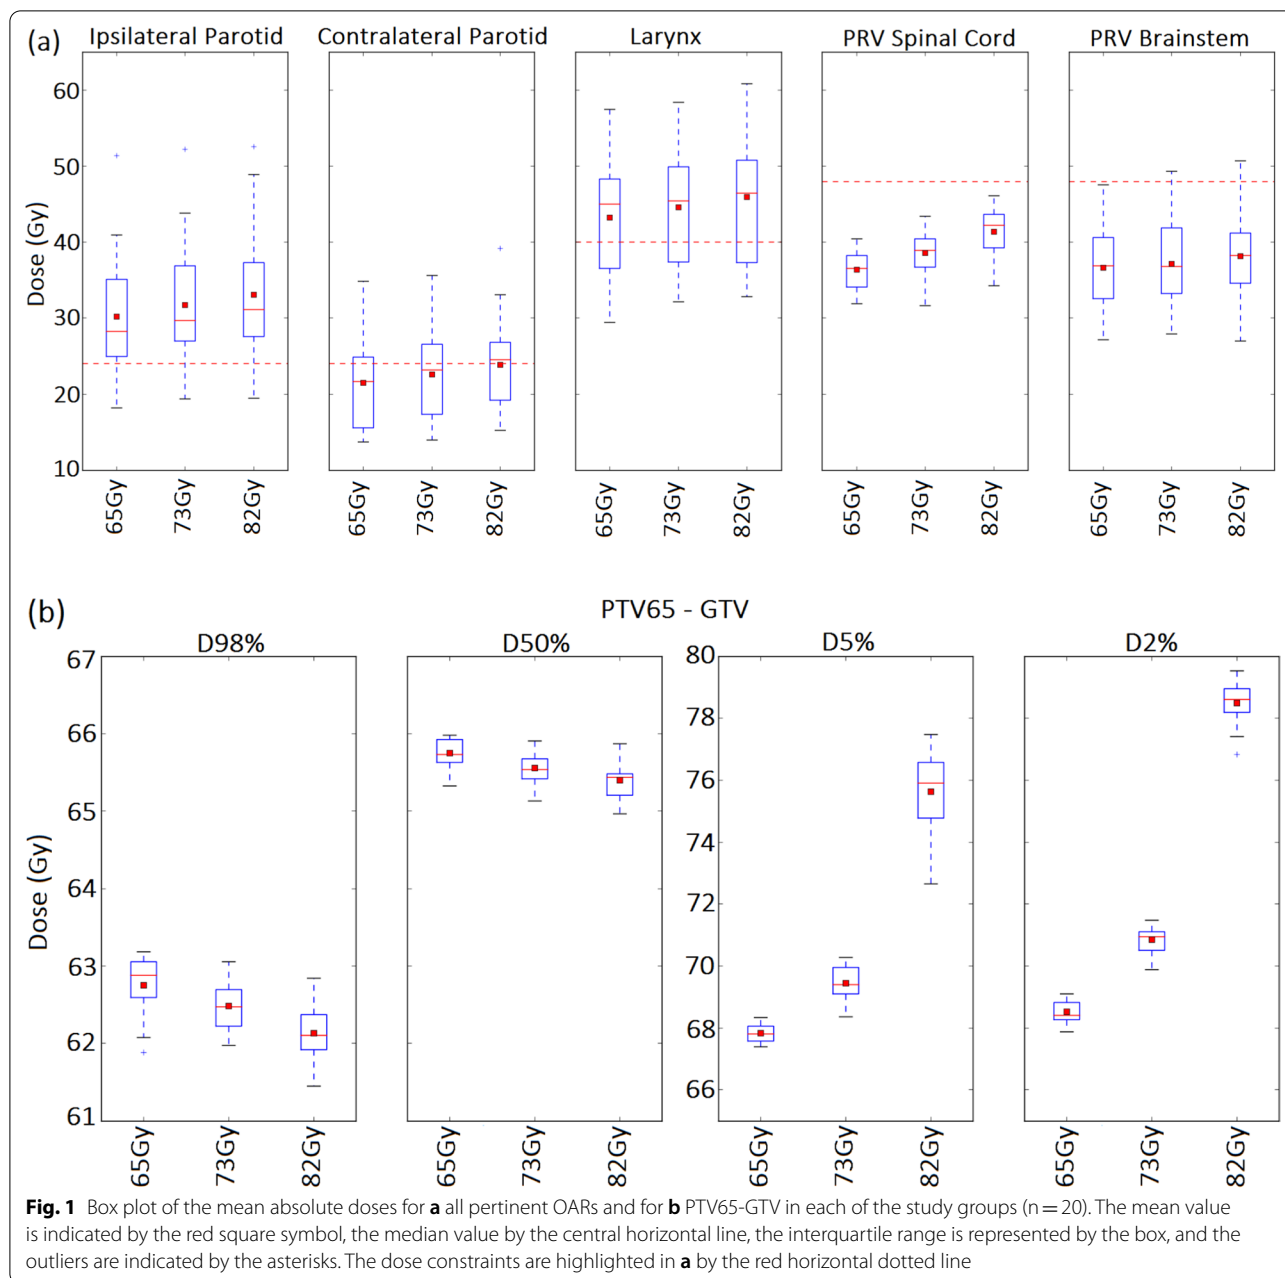 (a)
Ipsilateral Parotid Contralateral Parotid Larynx PRV Spinal Cord PRV Brainstem
60
50
40
30
20
10
Dose (Gy)
65Gy 73Gy 82Gy 65Gy 73Gy 82Gy 65Gy 73Gy 82Gy 65Gy 73Gy 82Gy 65Gy 73Gy 82Gy
(b)
PTV65 - GTV
D98% D50% D5% D2%
67
66
65
64
63
62
61
Dose (Gy)
80
78
76
74
72
70
68
66
65Gy 73Gy 82Gy 65Gy 73Gy 82Gy 65Gy 73Gy 82Gy 65Gy 73Gy 82Gy
Fig. 1 Box plot of the mean absolute doses for a all pertinent OARs and for b PTV65-GTV in each of the study groups (n = 20). The mean value
is indicated by the red square symbol, the median value by the central horizontal line, the interquartile range is represented by the box, and the
outliers are indicated by the asterisks. The dose constraints are highlighted in a by the red horizontal dotted line